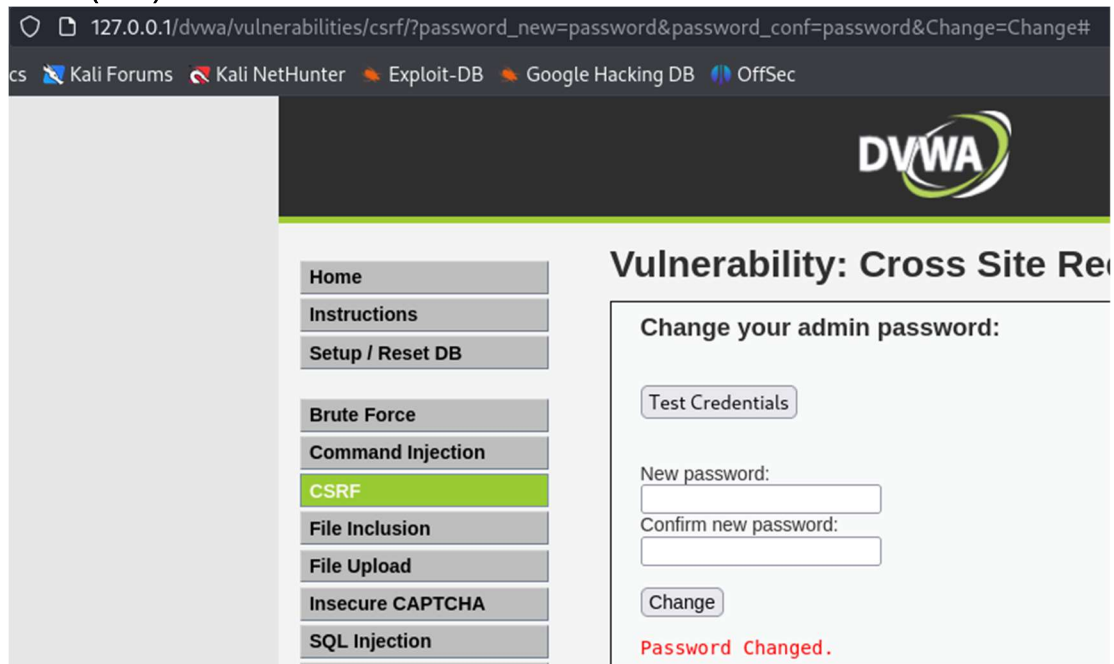 127.0.0.1/dvwa/vulnerabilities/csrf/?password_new=password&password_conf=password&Change=Change#
cs Kali Forums Kali NetHunter Exploit-DB Google Hacking DB OffSec
DVWA
Home
Instructions
Setup / Reset DB
Brute Force
Command Injection
CSRF
File Inclusion
File Upload
Insecure CAPTCHA
SQL Injection
Vulnerability: Cross Site Re
Change your admin password:
Test Credentials
New password:
Confirm new password:
Change
Password Changed.